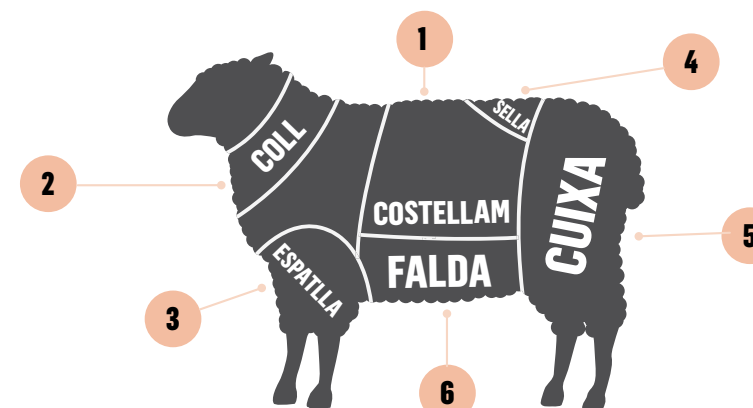 1
4
SELLA
COLL
2
CUIXA
COSTELLAM
5
FALDA
ESPATLLA
3
6